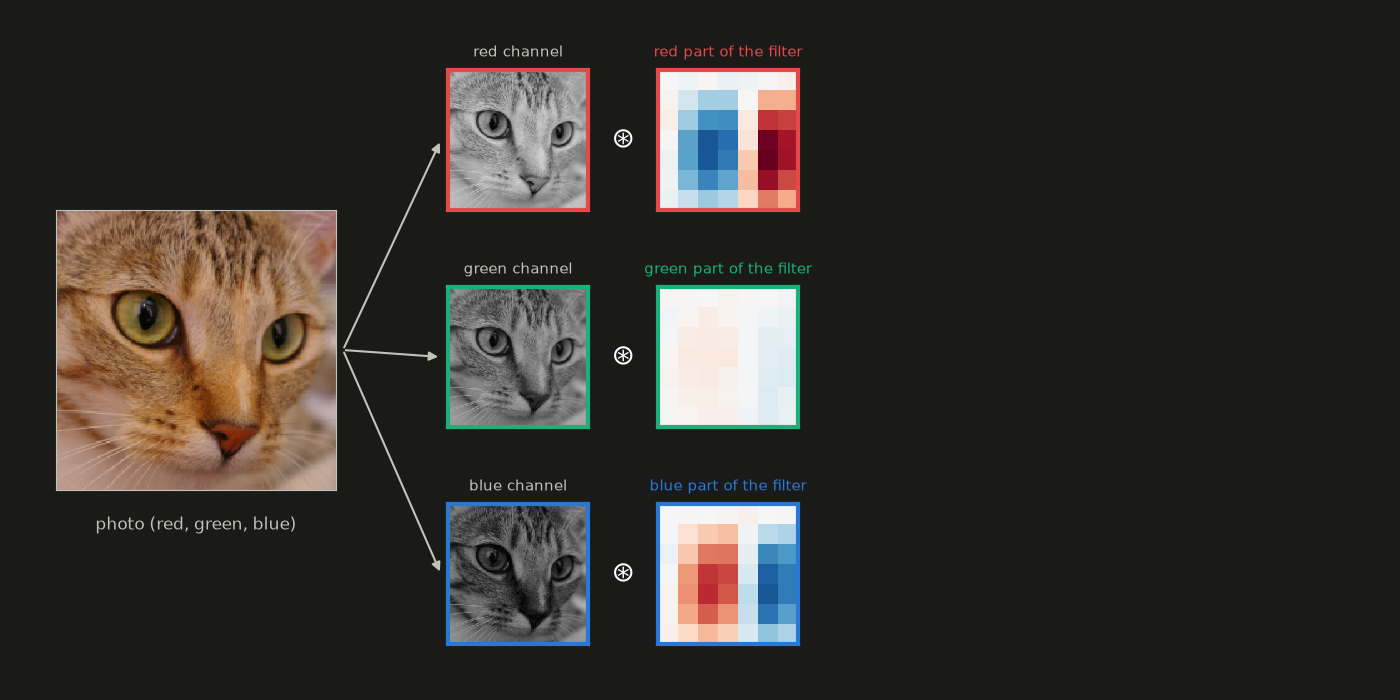 red channel
red part of the filter
green channel
green part of the filter
blue channel
blue part of the filter
photo (red, green, blue)